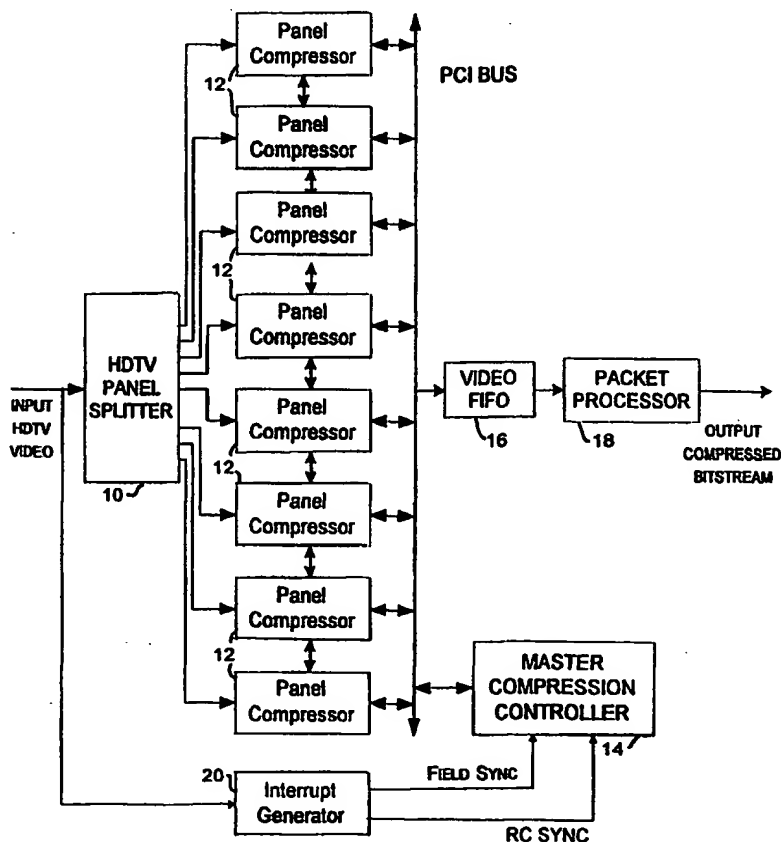 Panel
Compressor
PCI BUS
12
Panel
Compressor
Panel
Compressor
12
Panel
Compressor
HDTV
PANEL
SPLITTER
10
INPUT
HDTV
VIDEO
Panel
Compressor
12
VIDEO
FIFO
16
PACKET
PROCESSOR
18
OUTPUT
COMPRESSED
BITSTREAM
Panel
Compressor
Panel
Compressor
12
Panel
Compressor
MASTER
COMPRESSION
CONTROLLER
14
20
Interrupt
Generator
FIELD SYNC
RC SYNC